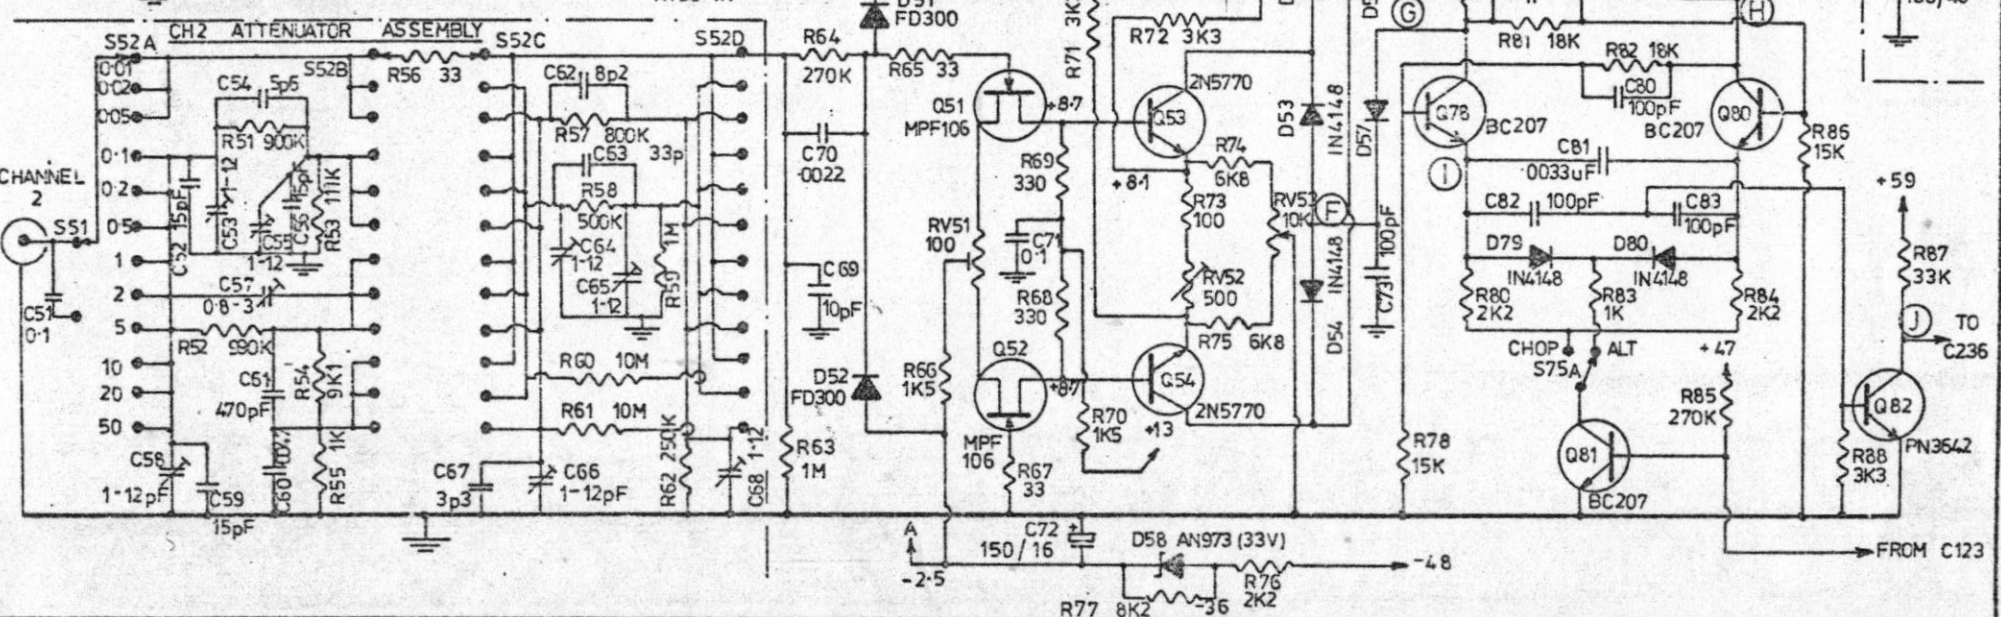 CH2 ATTENUATOR ASSEMBLY
S52A
0·01
0·02
0·05
0·1
0·2
0·5
1
2
5
10
20
50
CHANNEL
2
S51
C51
0·1
C54 5p5
R51 900K
S52B
R56 33
C52 15pF
C53 1-12
C55
1-12
C56 15pF
R53 11K
C57
0·8-3
R52 990K
C61
470pF
R54 9K1
C58
1-12pF
C59
15pF
C60 ·047
R55 1K
S52C
S52D
C62 8p2
R57 800K
33p
C63
R58
500K
C64
1-12
C65
1-12
R59 1M
R60 10M
R61 10M
C67
3p3
C66
1-12pF
R62 250K
C68 1-12
R64
270K
D51
FD300
R65 33
C70
·0022
C69
10pF
D52
FD300
R63
1M
Q51
MPF106
+8·7
RV51
100
R66
1K5
R69
330
C71
0·1
R68
330
Q52
+8·7
MPF
106
R67
33
R70
1K5
+13
R71 3K
R72 3K3
2N5770
Q53
+8·1
R74
6K8
R73
100
RV53
10K
RV52
500
R75 6K8
Q54
2N5770
D53
IN4148
D54 IN4148
F
D57
G
C73 100pF
R78
15K
A
-2·5
C72 +
150/16
D58 AN973 (33V)
R77 8K2
-36
R76
2K2
-48
R81 18K
R82 18K
C80
100pF
H
Q78
BC207
Q80
BC207
I
C81
·0033uF
C82 100pF
C83
100pF
D79
IN4148
D80
IN4148
R80
2K2
R83
1K
R84
2K2
CHOP
ALT
S75A
+47
R85
270K
Q81
BC207
R86
15K
+59
R87
33K
J
TO
C236
Q82
PN3642
R88
3K3
FROM C123